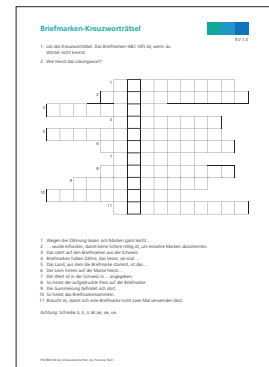 Briefmarken-Kreuzworträtsel
KV 1.5
1. Lös das Kreuzworträtsel. Das Briefmarken-ABC hilft dir, wenn du
Wörter nicht kennst.
2. Wie heisst das Lösungswort?
1
2
3
4
5
6
7
8
9
10
11
1 Wegen der Zähnung lassen sich Marken ganz leicht ...
2 ... wurde erfunden, damit keine Schere nötig ist, um einzelne Marken abzutrennen.
3 Das steht auf den Briefmarken aus der Schweiz.
4 Briefmarken haben Zähne, das heisst, sie sind ...
5 Das Land, aus dem die Briefmarke stammt, ist das ...
6 Der Leim hinten auf der Marke heisst ...
7 Der Wert ist in der Schweiz in ... angegeben.
8 So heisst der aufgedruckte Preis auf der Briefmarke.
9 Die Gummierung befindet sich dort.
10 So heisst das Briefmarkensammeln.
11 Braucht es, damit sich eine Briefmarke nicht zwei Mal verwenden lässt.
Achtung: Schreibe ä, ö, ü als ae, oe, ue.